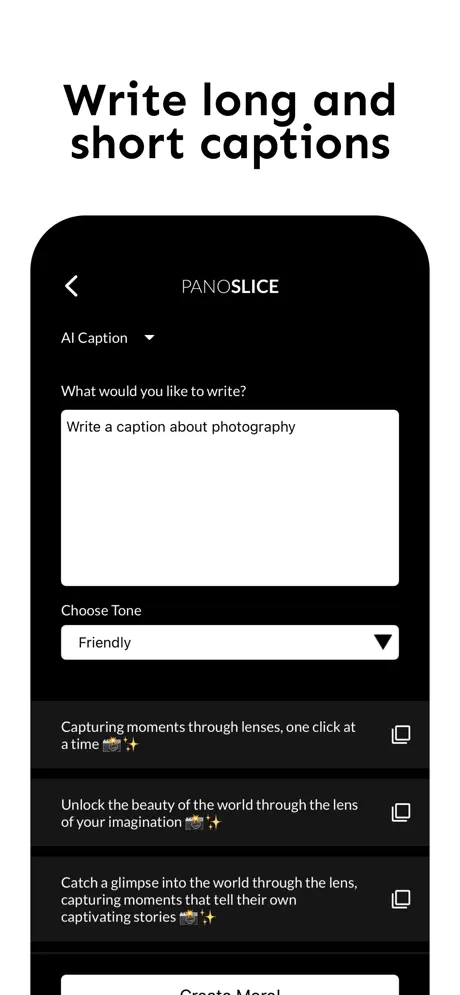 Write long and
short captions
PANOSLICE
AI Caption
What would you like to write?
Write a caption about photography
Choose Tone
Friendly
Capturing moments through lenses, one click at
a time 📸✨
Unlock the beauty of the world through the lens
of your imagination 📸✨
Catch a glimpse into the world through the lens,
capturing moments that tell their own
captivating stories 📸✨
Create More!